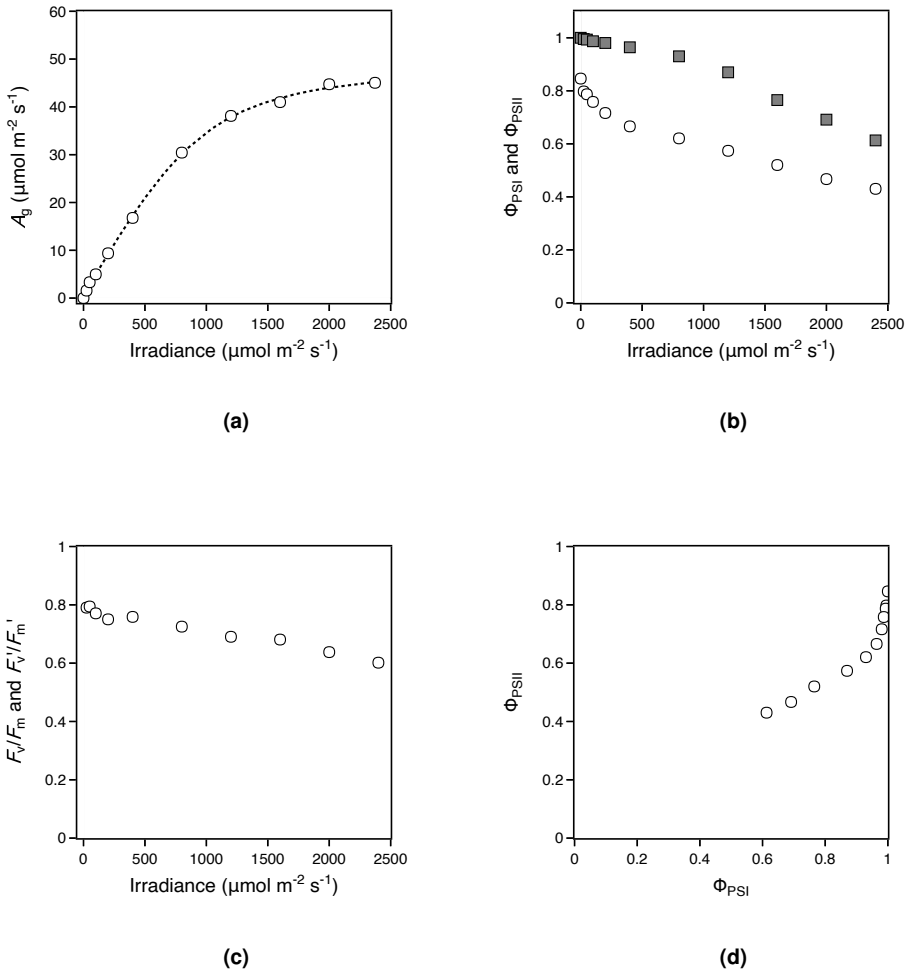 60
50
40
30
20
10
0
A_g (µmol m⁻² s⁻¹)
0 500 1000 1500 2000 2500
Irradiance (µmol m⁻² s⁻¹)
(a)
1
0.8
0.6
0.4
0.2
0
Φ_PSI and Φ_PSII
0 500 1000 1500 2000 2500
Irradiance (µmol m⁻² s⁻¹)
(b)
1
0.8
0.6
0.4
0.2
0
F_v/F_m and F_v'/F_m'
0 500 1000 1500 2000 2500
Irradiance (µmol m⁻² s⁻¹)
(c)
1
0.8
0.6
0.4
0.2
0
Φ_PSII
0 0.2 0.4 0.6 0.8 1
Φ_PSI
(d)